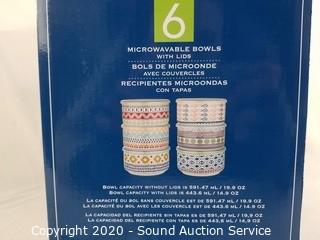 6
MICROWAVABLE BOWLS
WITH LIDS
BOLS DE MICROONDE
AVEC COUVERCLES
RECIPIENTES MICROONDAS
CON TAPAS
BOWL CAPACITY WITHOUT LIDS IS 591.47 ML / 19.9 OZ
BOWL CAPACITY WITH LIDS IS 443.6 ML / 14.9 OZ
LA CAPACITÉ DU BOL SANS COUVERCLE EST DE 591.47 ML / 19.9 OZ
LA CAPACITÉ DU BOL AVEC LES COUVERCLE EST DE 443.6 ML / 14.9 OZ
LA CAPACIDAD DEL RECIPIENTE SIN TAPAS ES DE 591.47 ML / 19.9 OZ
LA CAPACIDAD DEL RECIPIENTE CON TAPAS ES DE 443.6 ML / 14.9 OZ
Copyright 2020 - Sound Auction Service